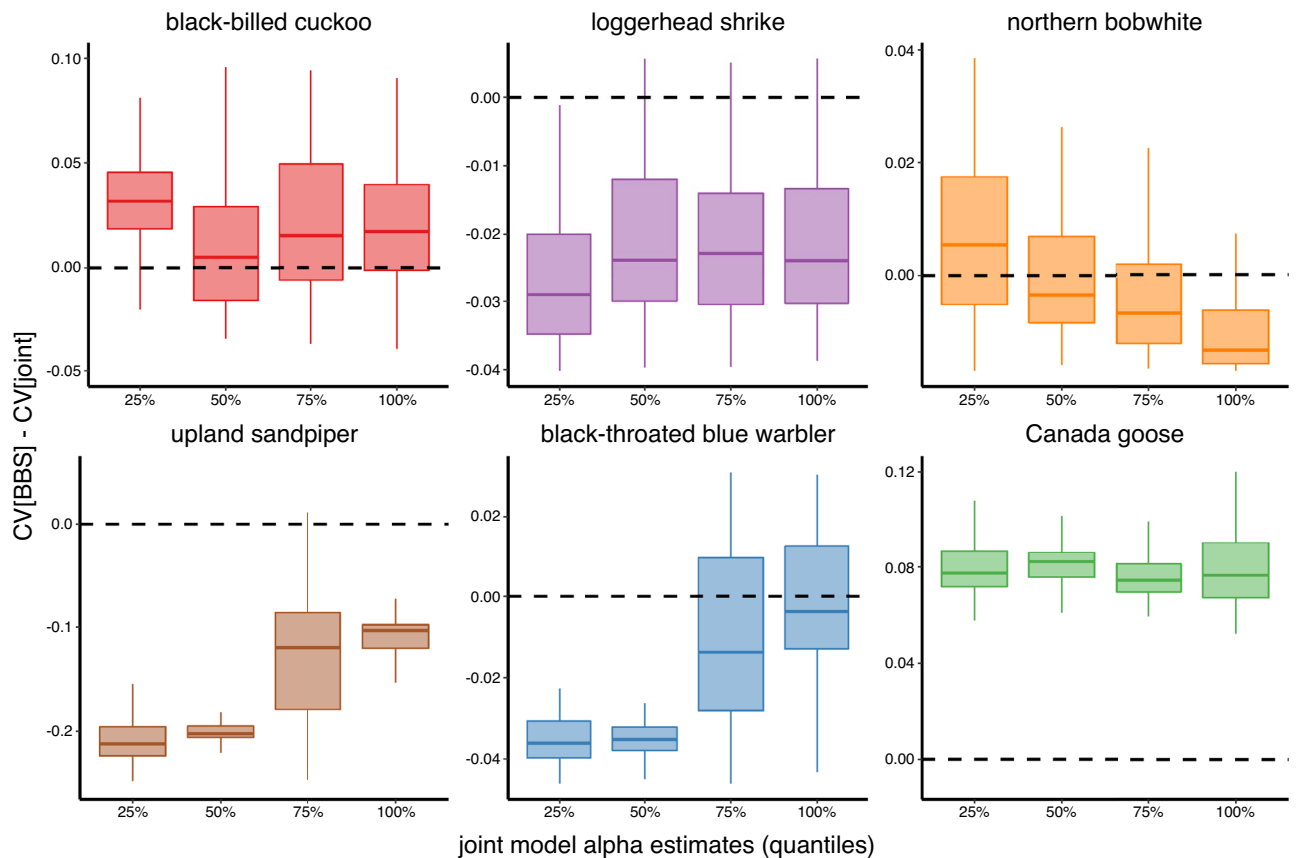 black-billed cuckoo
loggerhead shrike
northern bobwhite
0.10
0.05
0.00
-0.05
25% 50% 75% 100%
0.00
-0.01
-0.02
-0.03
-0.04
25% 50% 75% 100%
0.04
0.02
0.00
25% 50% 75% 100%
CV[BBS] - CV[joint]
upland sandpiper
black-throated blue warbler
Canada goose
0.0
-0.1
-0.2
25% 50% 75% 100%
0.02
0.00
-0.02
-0.04
25% 50% 75% 100%
0.12
0.08
0.04
0.00
25% 50% 75% 100%
joint model alpha estimates (quantiles)